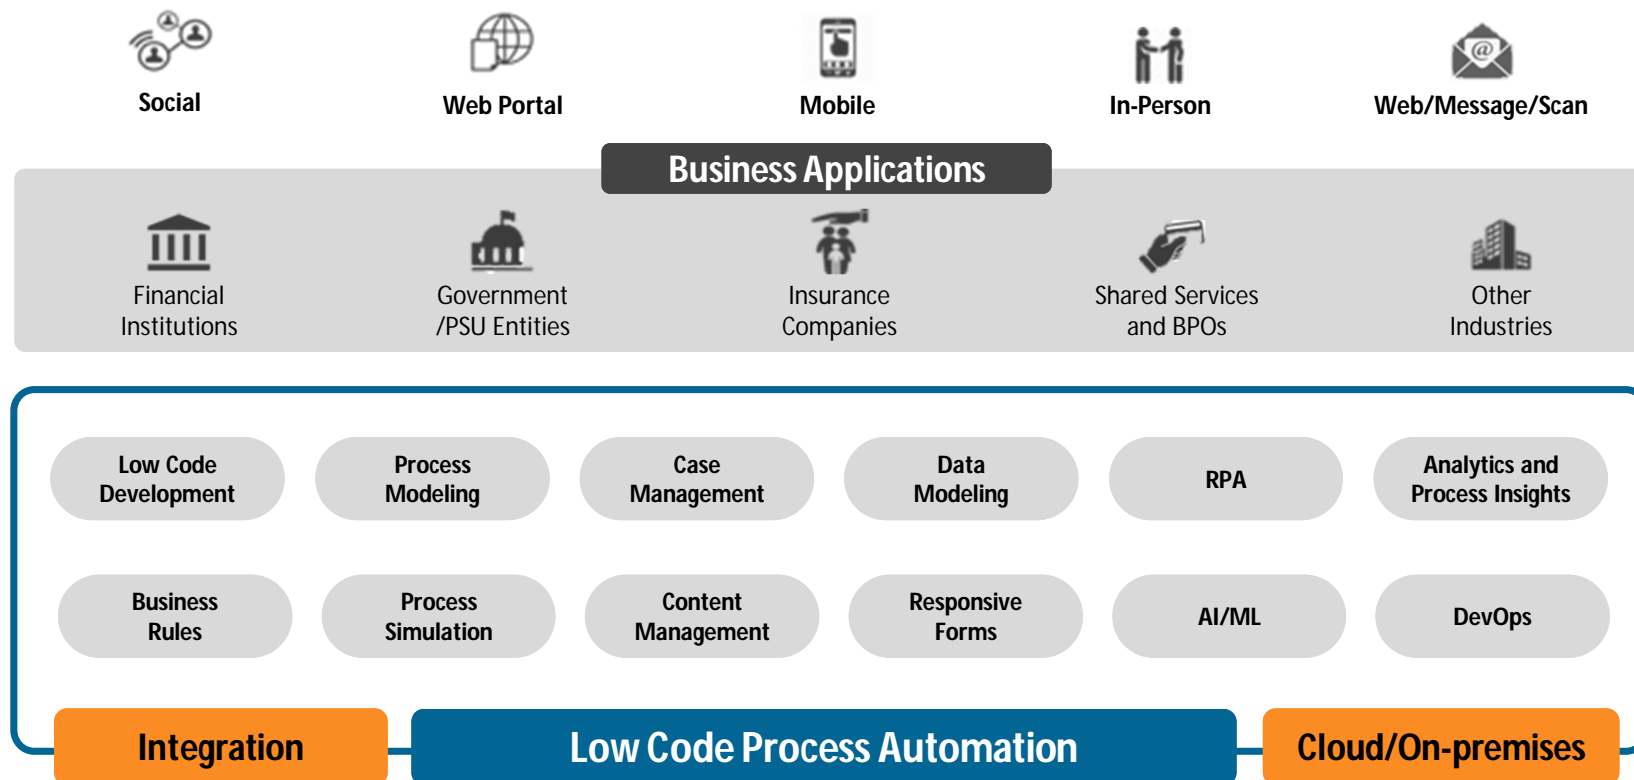 Social
Web Portal
Mobile
In-Person
Web/Message/Scan
Business Applications
Financial
Institutions
Government
/PSU Entities
Insurance
Companies
Shared Services
and BPOs
Other
Industries
Low Code
Development
Process
Modeling
Case
Management
Data
Modeling
RPA
Analytics and
Process Insights
Business
Rules
Process
Simulation
Content
Management
Responsive
Forms
AI/ML
DevOps
Integration
Low Code Process Automation
Cloud/On-premises